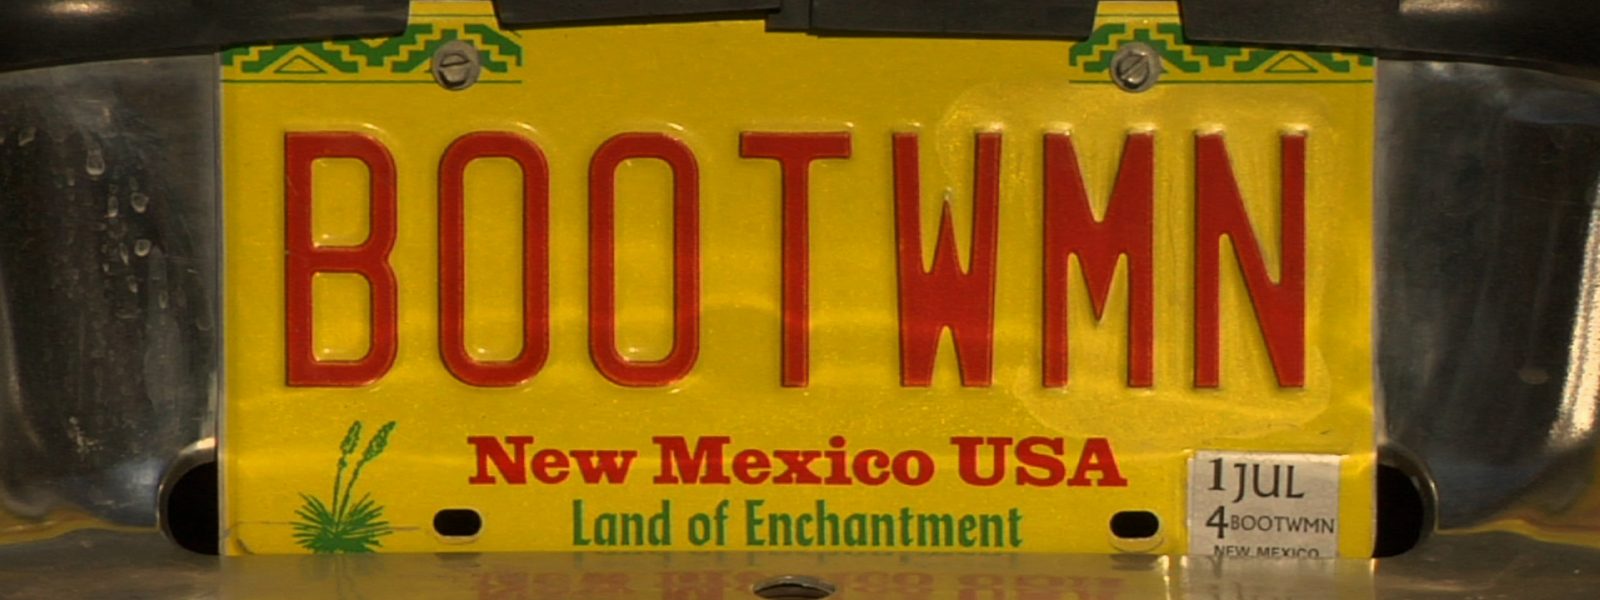 BOOTWMN
New Mexico USA
Land of Enchantment
1 JUL
4 BOOTWMN
NEW MEXICO